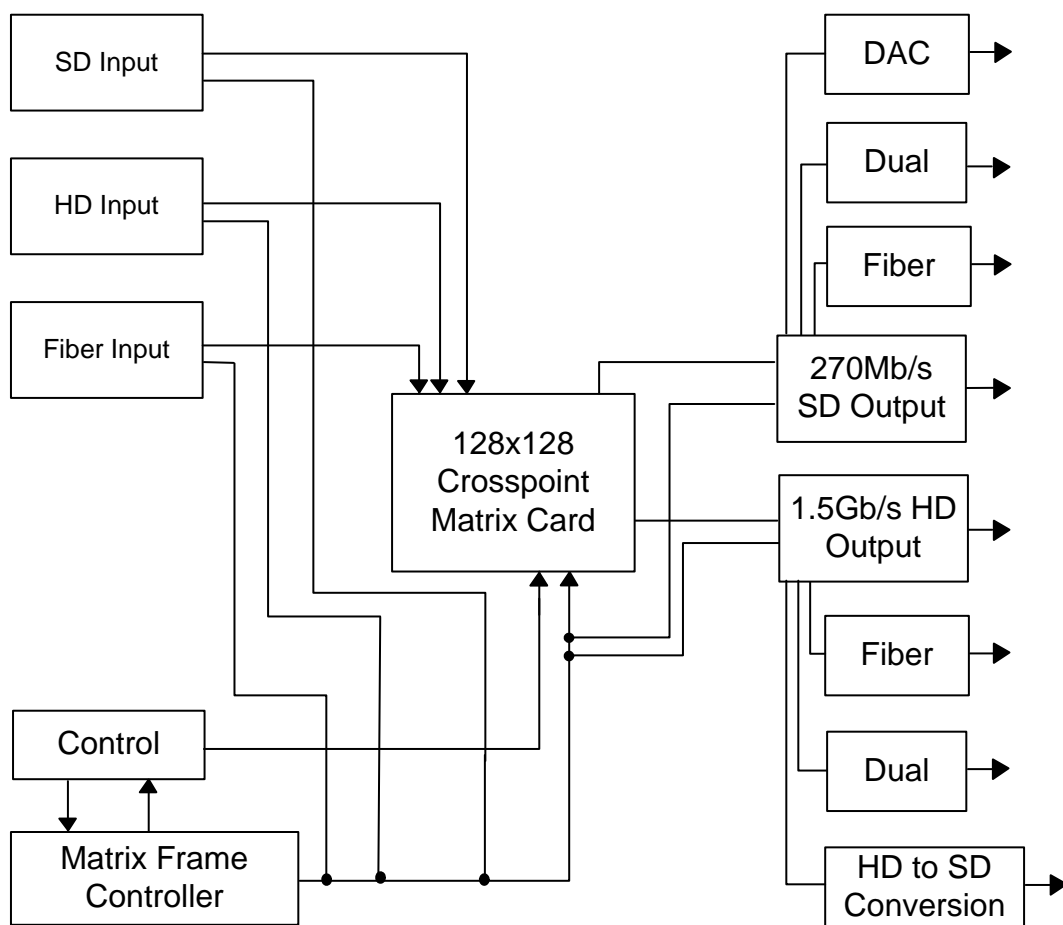 SD Input
HD Input
Fiber Input
Control
Matrix Frame
Controller
128x128
Crosspoint
Matrix Card
DAC
Dual
Fiber
270Mb/s
SD Output
1.5Gb/s HD
Output
Fiber
Dual
HD to SD
Conversion